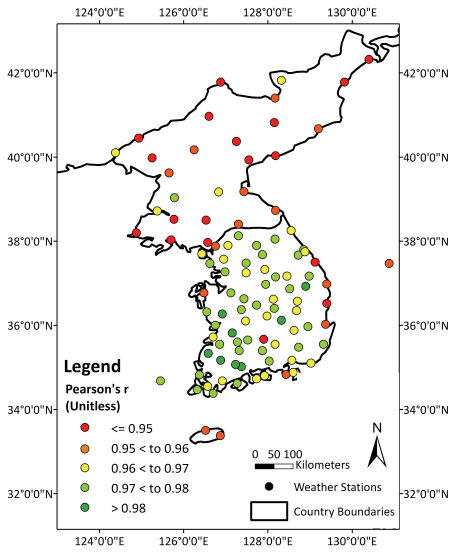 124°0'0"E 126°0'0"E 128°0'0"E 130°0'0"E
42°0'0"N 42°0'0"N
40°0'0"N 40°0'0"N
38°0'0"N 38°0'0"N
36°0'0"N 36°0'0"N
34°0'0"N 34°0'0"N
32°0'0"N 32°0'0"N
Legend
Pearson's r
(Unitless)
<= 0.95
0.95 < to 0.96
0.96 < to 0.97
0.97 < to 0.98
> 0.98
N
0 50 100
Kilometers
Weather Stations
Country Boundaries
124°0'0"E 126°0'0"E 128°0'0"E 130°0'0"E